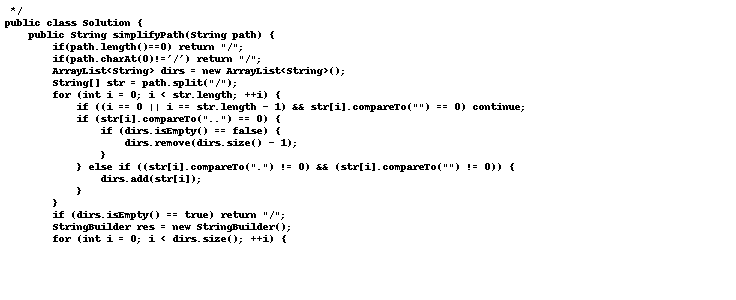 */
public class Solution {
    public String simplifyPath(String path) {
        if(path.length()==0) return "/";
        if(path.charAt(0)!='/') return "/";
        ArrayList<String> dirs = new ArrayList<String>();
        String[] str = path.split("/");
        for (int i = 0; i < str.length; ++i) {
            if ((i == 0 || i == str.length - 1) && str[i].compareTo("") == 0) continue;
            if (str[i].compareTo("..") == 0) {
                if (dirs.isEmpty() == false) {
                    dirs.remove(dirs.size() - 1);
                }
            } else if ((str[i].compareTo(".") != 0) && (str[i].compareTo("") != 0)) {
                dirs.add(str[i]);
            }
        }
        if (dirs.isEmpty() == true) return "/";
        StringBuilder res = new StringBuilder();
        for (int i = 0; i < dirs.size(); ++i) {